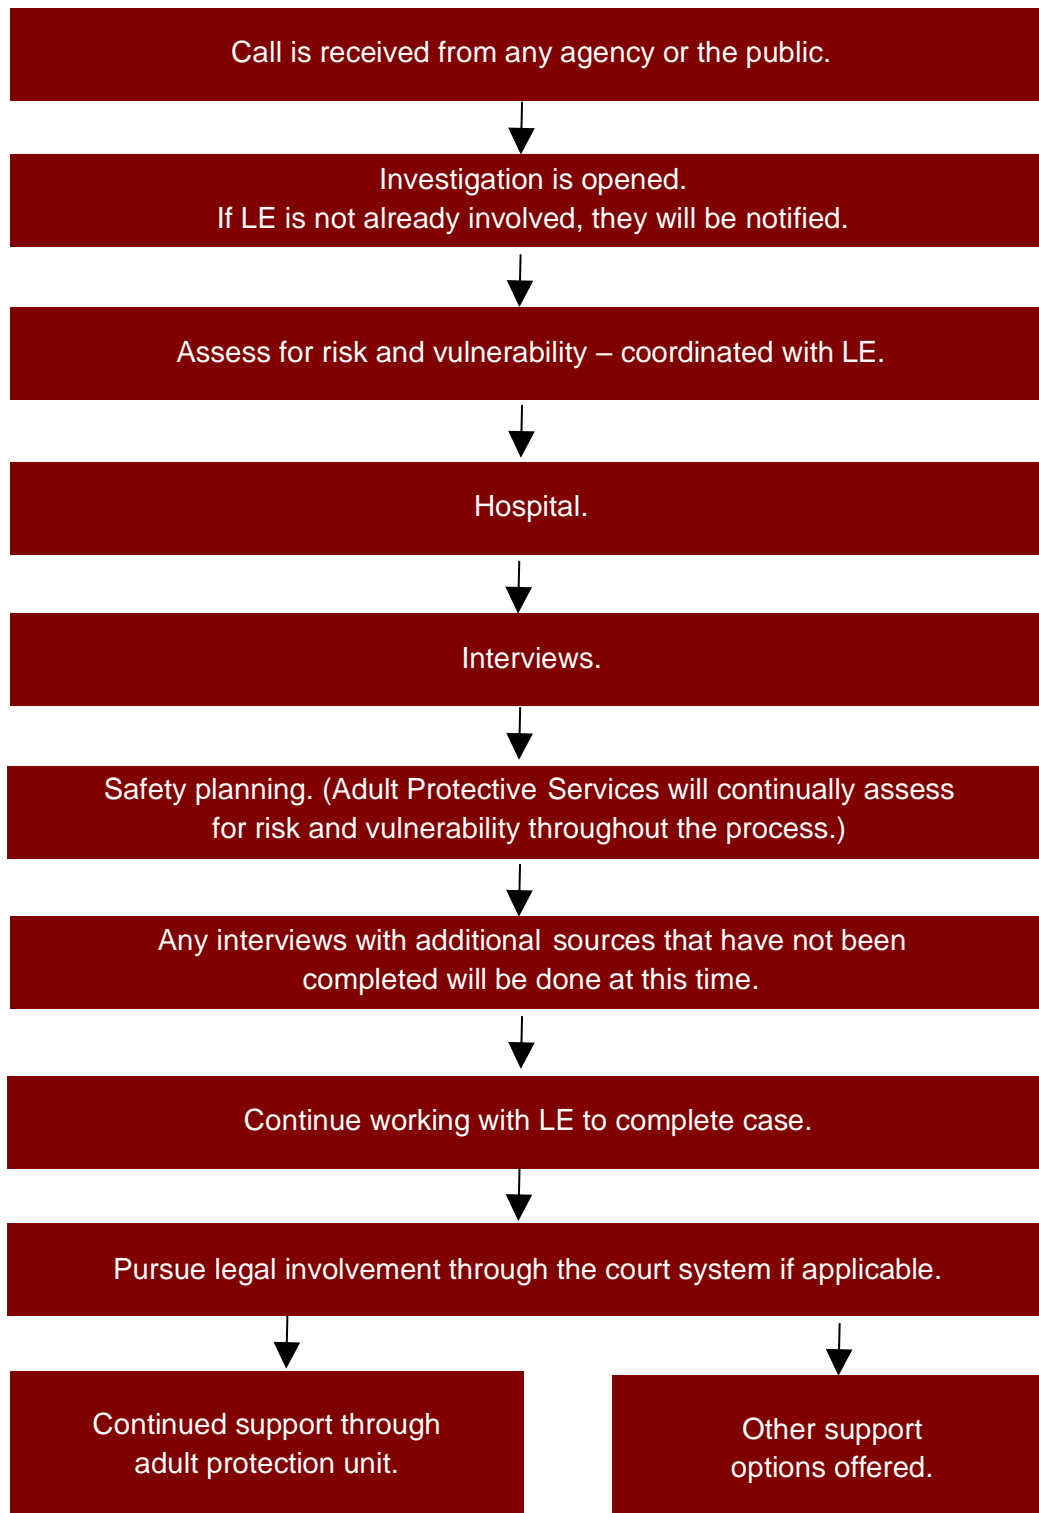 Call is received from any agency or the public.
Investigation is opened.
If LE is not already involved, they will be notified.
Assess for risk and vulnerability – coordinated with LE.
Hospital.
Interviews.
Safety planning. (Adult Protective Services will continually assess
for risk and vulnerability throughout the process.)
Any interviews with additional sources that have not been
completed will be done at this time.
Continue working with LE to complete case.
Pursue legal involvement through the court system if applicable.
Continued support through
adult protection unit.
Other support
options offered.